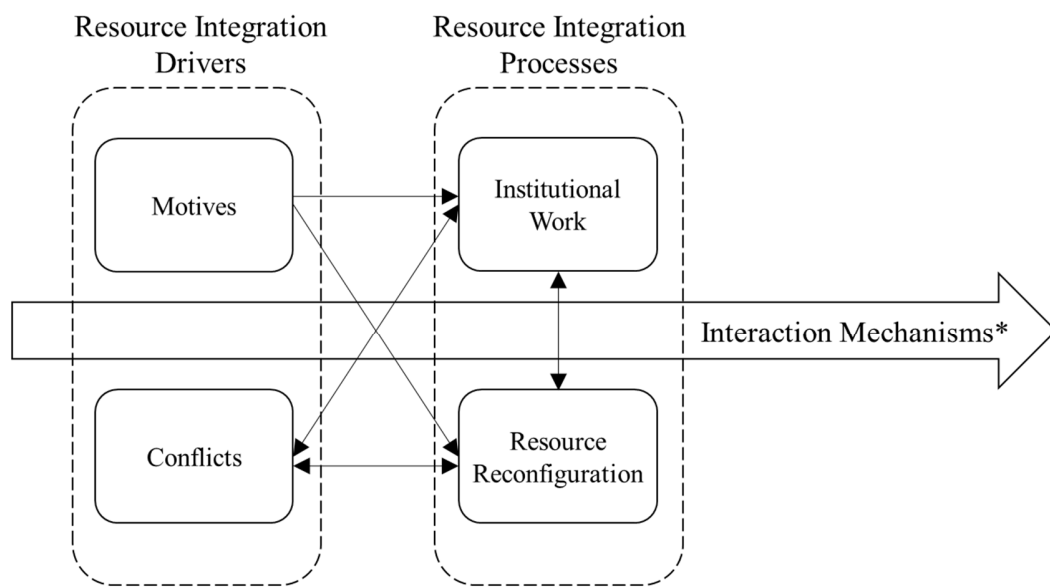 Resource Integration
Drivers
Resource Integration
Processes
Motives
Institutional
Work
Interaction Mechanisms*
Conflicts
Resource
Reconfiguration